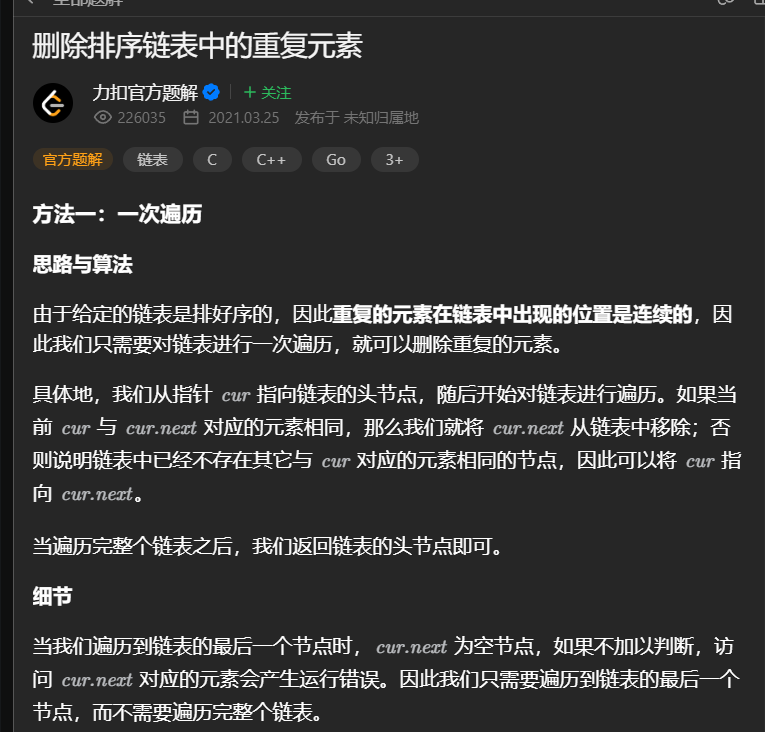 全部题解
删除排序链表中的重复元素
力扣官方题解 + 关注
226035 2021.03.25 发布于 未知归属地
官方题解 链表 C C++ Go 3+
方法一：一次遍历
思路与算法
由于给定的链表是排好序的，因此重复的元素在链表中出现的位置是连续的，因
此我们只需要对链表进行一次遍历，就可以删除重复的元素。
具体地，我们从指针 cur 指向链表的头节点，随后开始对链表进行遍历。如果当
前 cur 与 cur.next 对应的元素相同，那么我们就将 cur.next 从链表中移除；否
则说明链表中已经不存在其它与 cur 对应的元素相同的节点，因此可以将 cur 指
向 cur.next。
当遍历完整个链表之后，我们返回链表的头节点即可。
细节
当我们遍历到链表的最后一个节点时，cur.next 为空节点，如果不加以判断，访
问 cur.next 对应的元素会产生运行错误。因此我们只需要遍历到链表的最后一个
节点，而不需要遍历完整个链表。